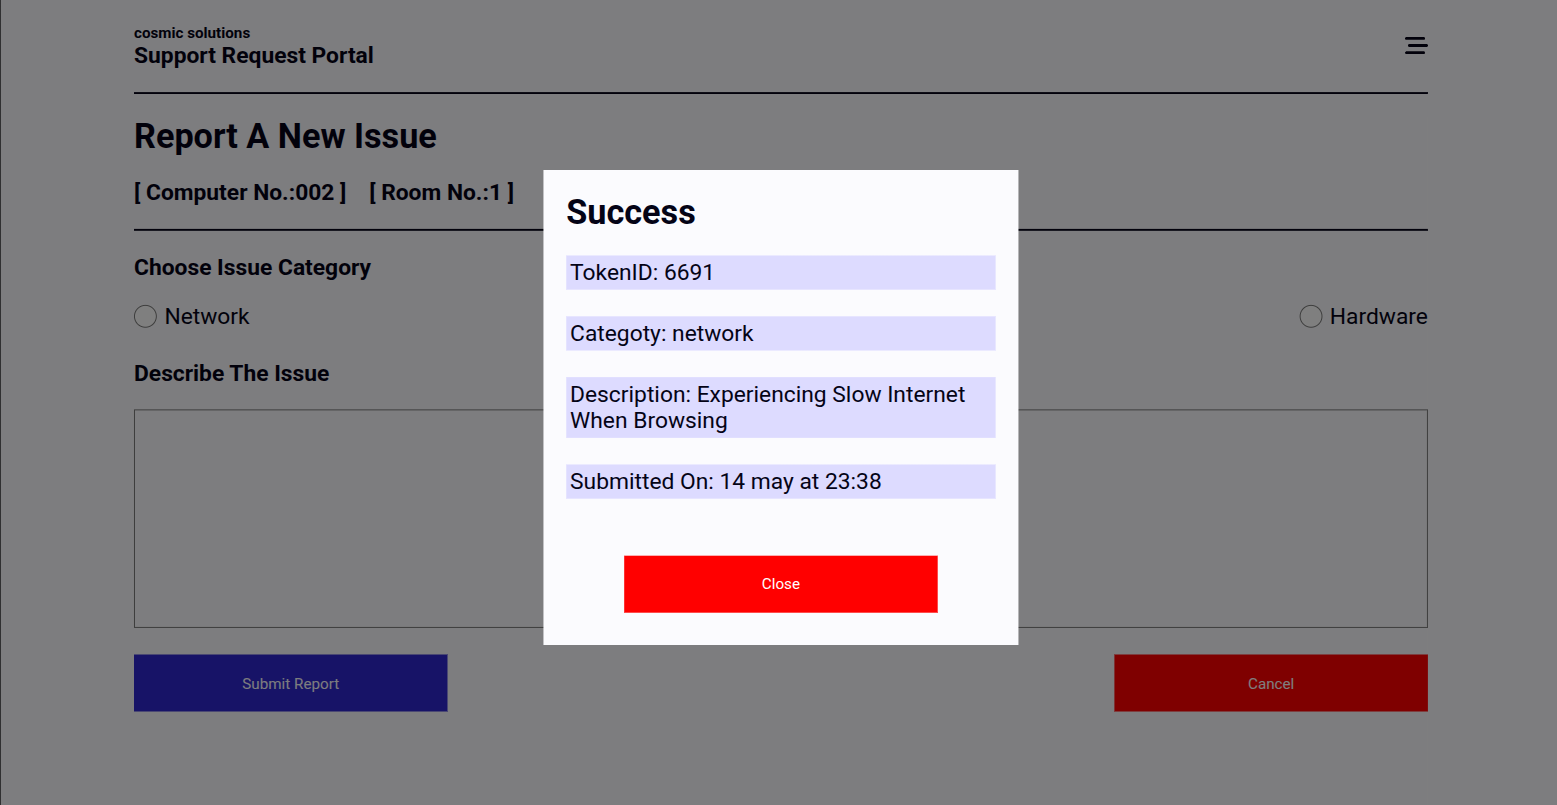 cosmic solutions
Support Request Portal
Report A New Issue
[ Computer No.:002 ] [ Room No.:1 ]
Choose Issue Category
Network
Hardware
Describe The Issue
Submit Report
Cancel
Success
TokenID: 6691
Categoty: network
Description: Experiencing Slow Internet
When Browsing
Submitted On: 14 may at 23:38
Close